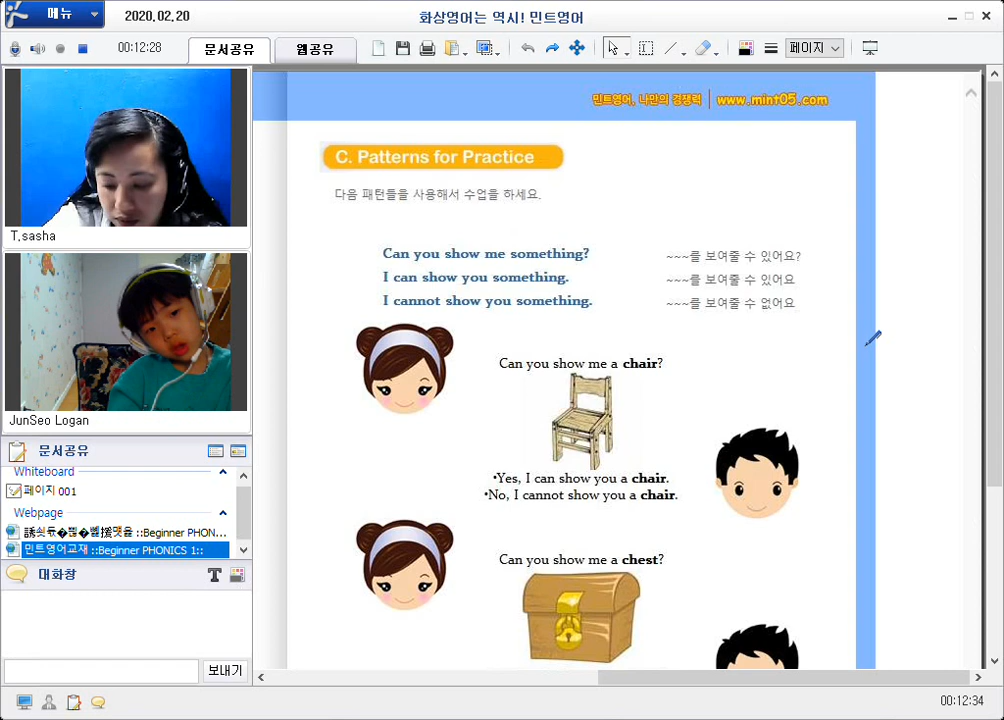 메뉴
2020.02.20
화상영어는 역시! 민트영어
00:12:28
문서공유
웹공유
페이지
T.sasha
JunSeo Logan
문서공유
Whiteboard
페이지 001
Webpage
::Beginner PHON...
민트영어교재 ::Beginner PHONICS 1::
대화창
T
보내기
민트영어, 나만의 경쟁력 www.mint05.com
C. Patterns for Practice
다음 패턴들을 사용해서 수업을 하세요.
Can you show me something? ~~~를 보여줄 수 있어요?
I can show you something. ~~~를 보여줄 수 있어요
I cannot show you something. ~~~를 보여줄 수 없어요
Can you show me a chair?
•Yes, I can show you a chair.
•No, I cannot show you a chair.
Can you show me a chest?
00:12:34